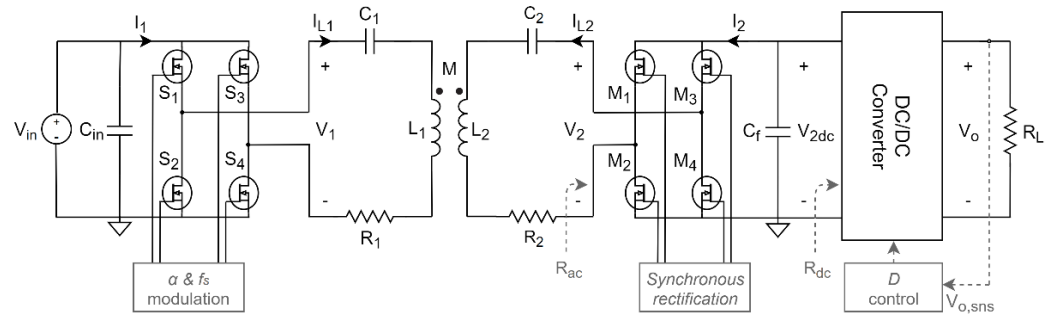 I1
IL1
C1
C2
IL2
I2
S1
S3
M
M1
M3
Vin
Cin
V1
L1
L2
V2
Cf
V2dc
DC/DC
Converter
Vo
RL
S2
S4
M2
M4
R1
R2
Rac
Rdc
α & fs
modulation
Synchronous
rectification
D
control
Vo,sns